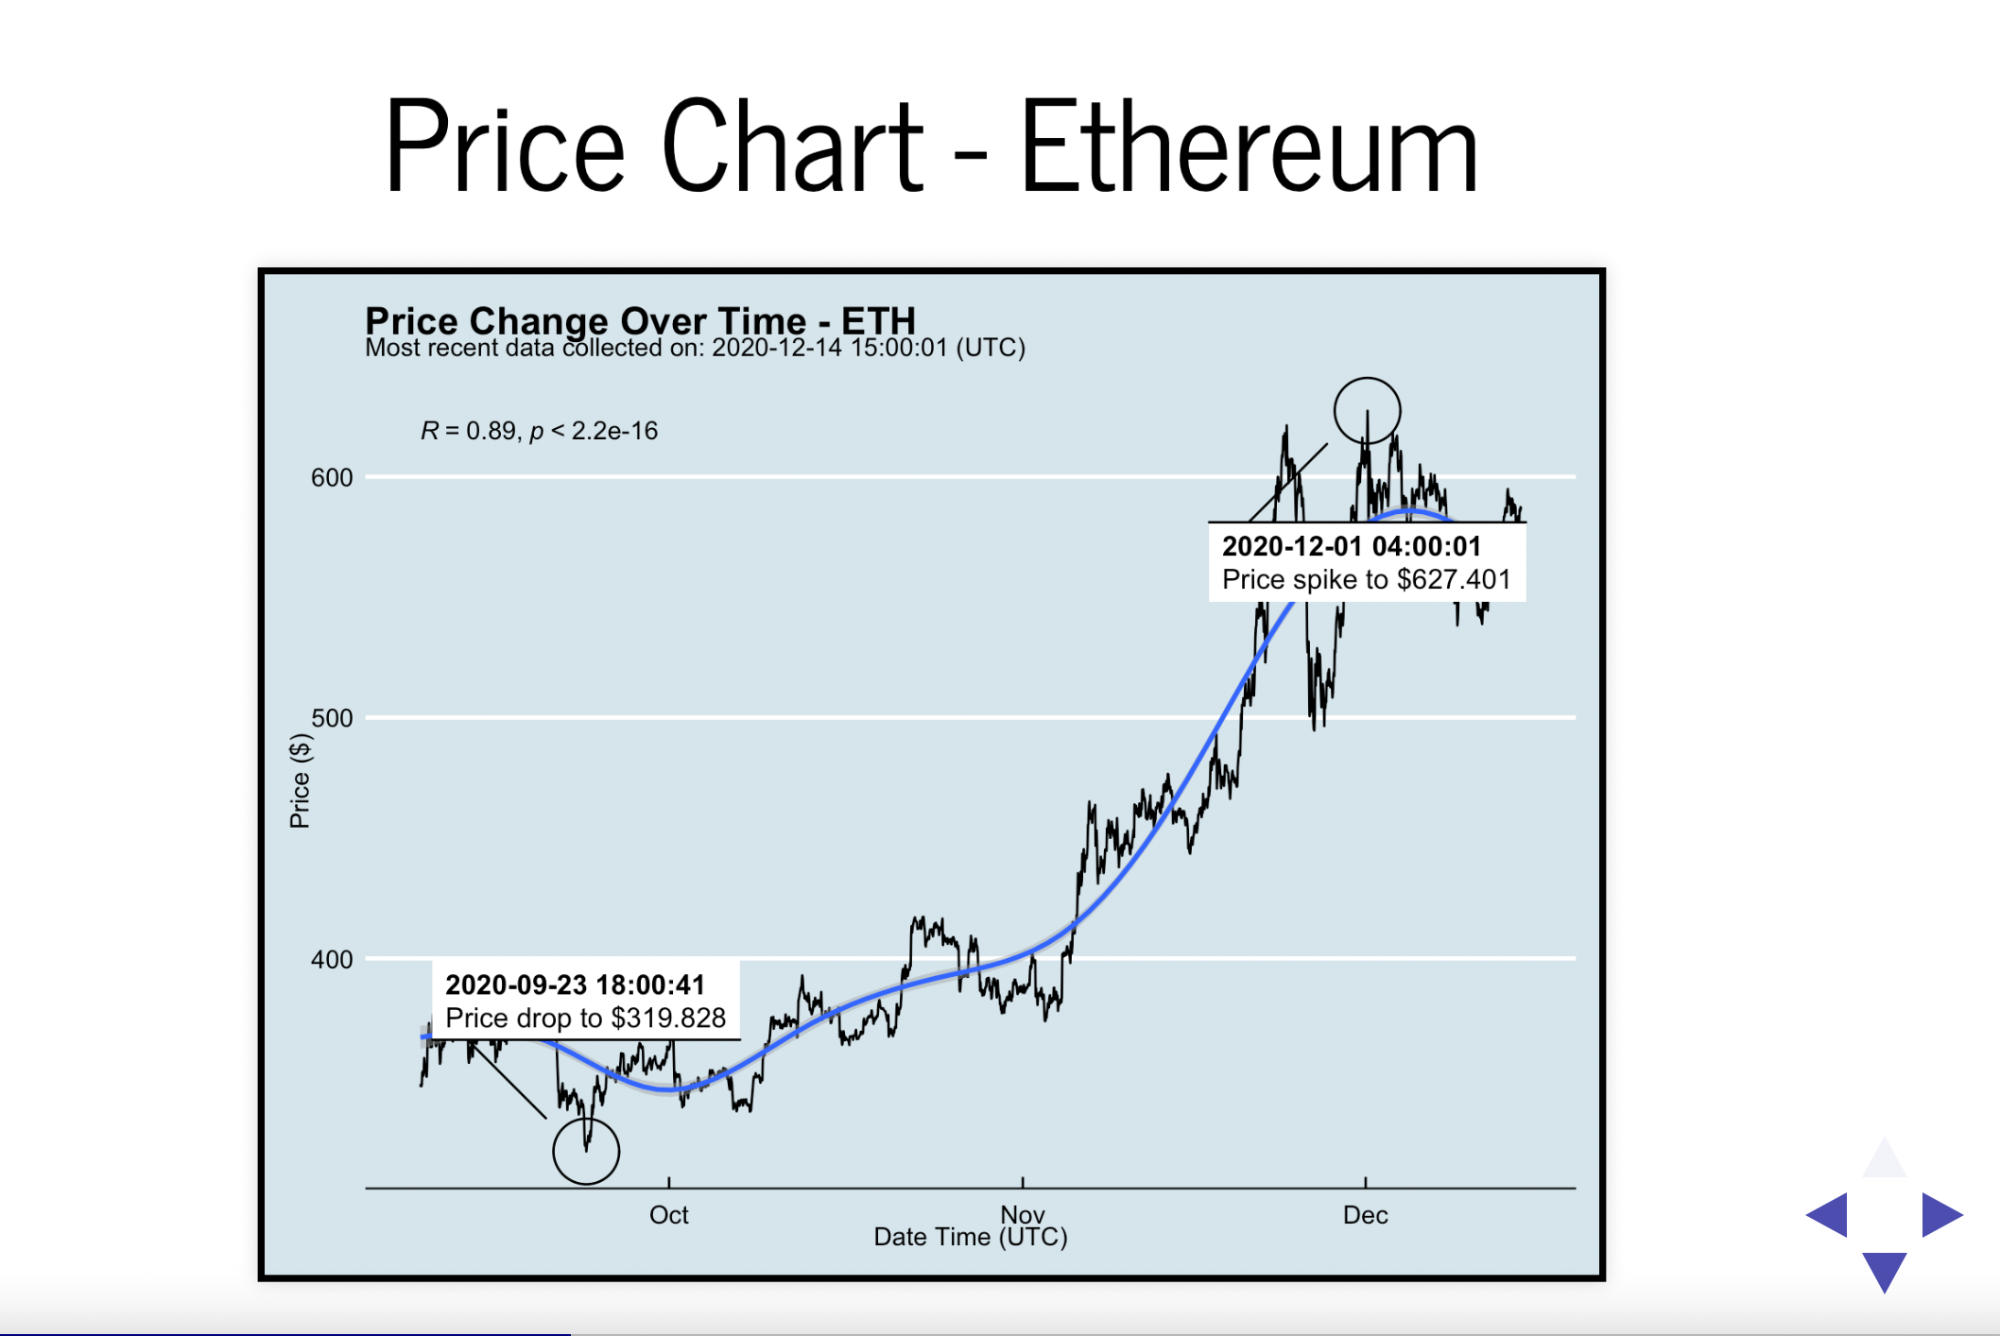 Price Chart - Ethereum
Price Change Over Time - ETH
Most recent data collected on: 2020-12-14 15:00:01 (UTC)
R = 0.89, p < 2.2e-16
600
2020-12-01 04:00:01
Price spike to $627.401
500
Price ($)
400
2020-09-23 18:00:41
Price drop to $319.828
Oct
Nov
Dec
Date Time (UTC)